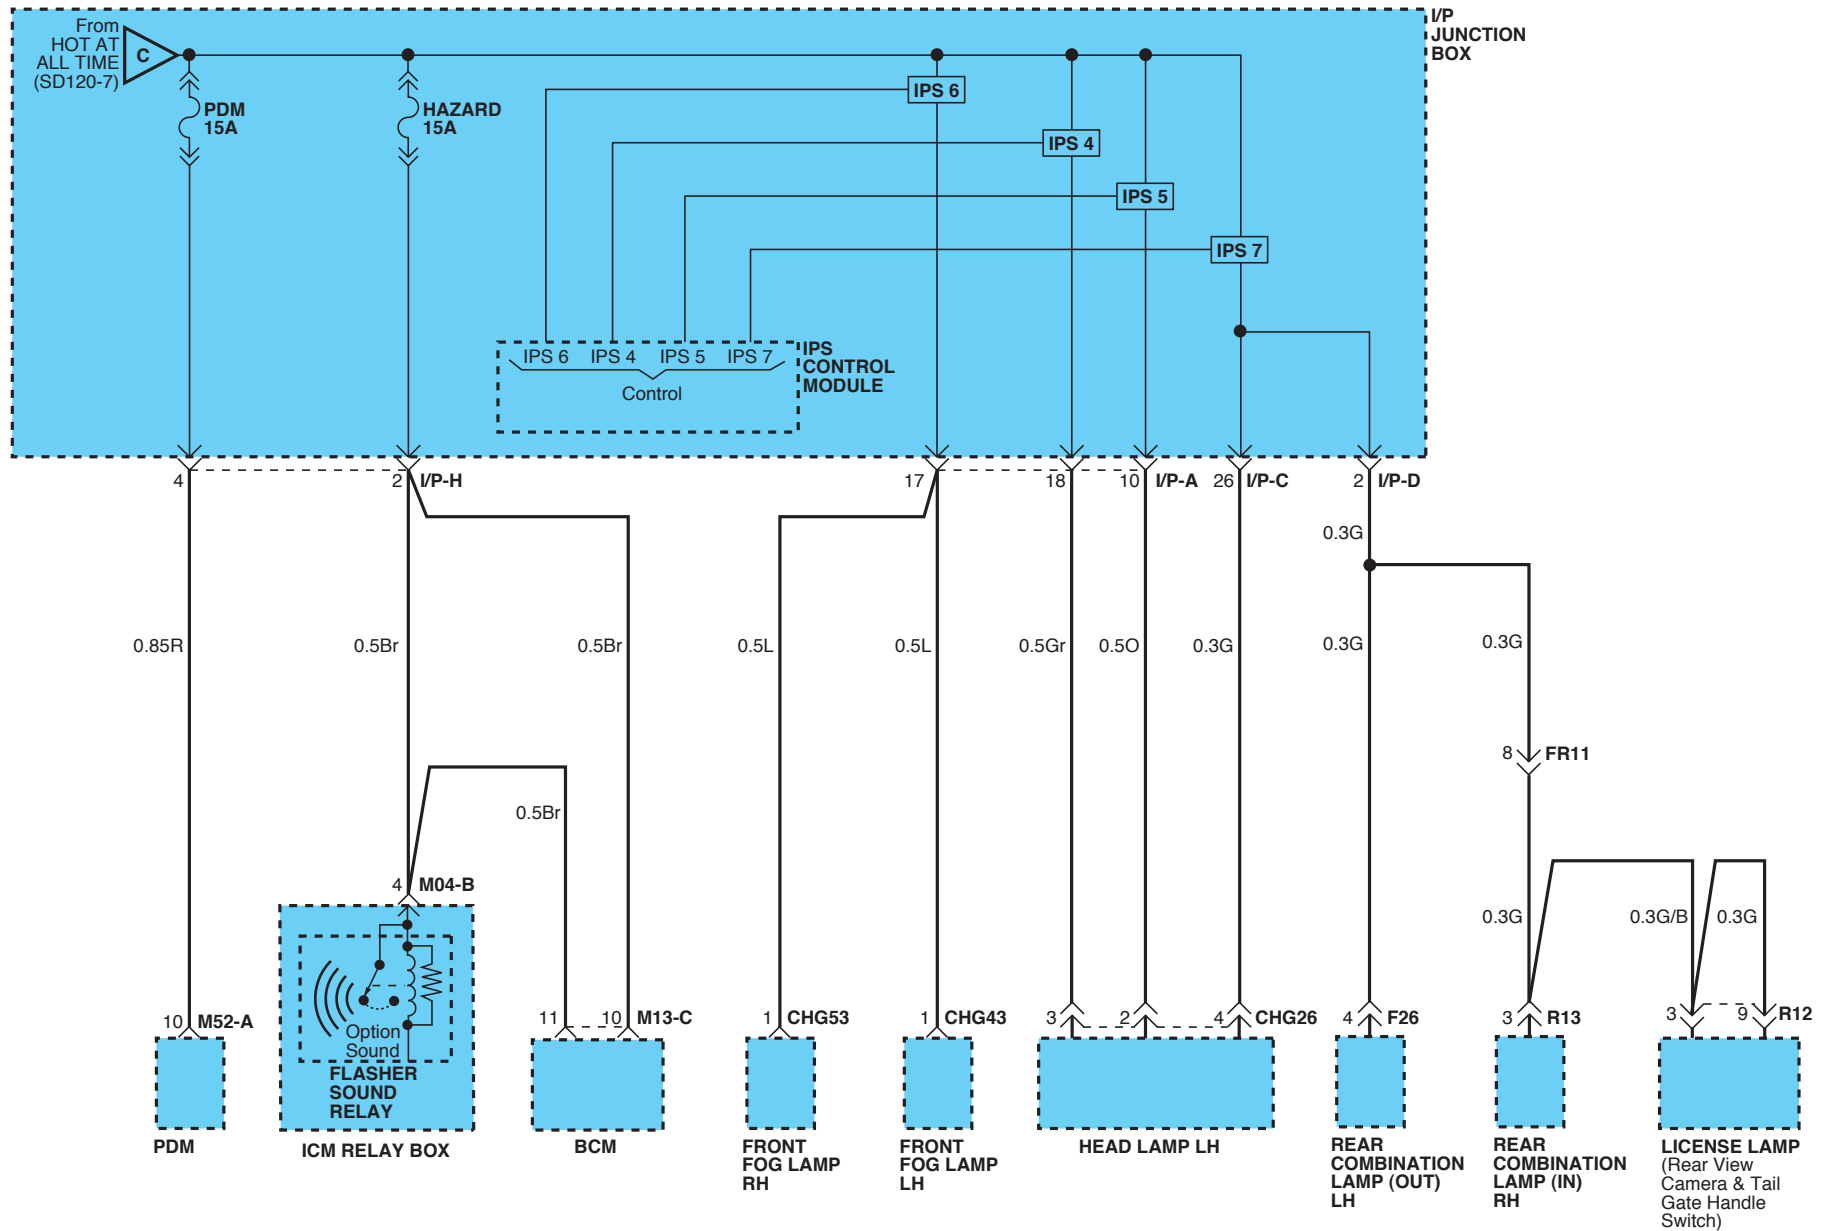 From
HOT AT
ALL TIME
(SD120-7)
C
I/P
JUNCTION
BOX
PDM
15A
HAZARD
15A
IPS 6
IPS 4
IPS 5
IPS 7
IPS 6 IPS 4 IPS 5 IPS 7
Control
IPS
CONTROL
MODULE
4 2 I/P-H 17 18 10 I/P-A 26 I/P-C 2 I/P-D
0.3G
0.85R 0.5Br 0.5Br 0.5L 0.5L 0.5Gr 0.5O 0.3G 0.3G 0.3G
8 FR11
0.5Br
4 M04-B
0.3G 0.3G/B 0.3G
Option
Sound
FLASHER
SOUND
RELAY
10 M52-A 11 10 M13-C 1 CHG53 1 CHG43 3 2 4 CHG26 4 F26 3 R13 3 9 R12
PDM
ICM RELAY BOX
BCM
FRONT
FOG LAMP
RH
FRONT
FOG LAMP
LH
HEAD LAMP LH
REAR
COMBINATION
LAMP (OUT)
LH
REAR
COMBINATION
LAMP (IN)
RH
LICENSE LAMP
(Rear View
Camera & Tail
Gate Handle
Switch)